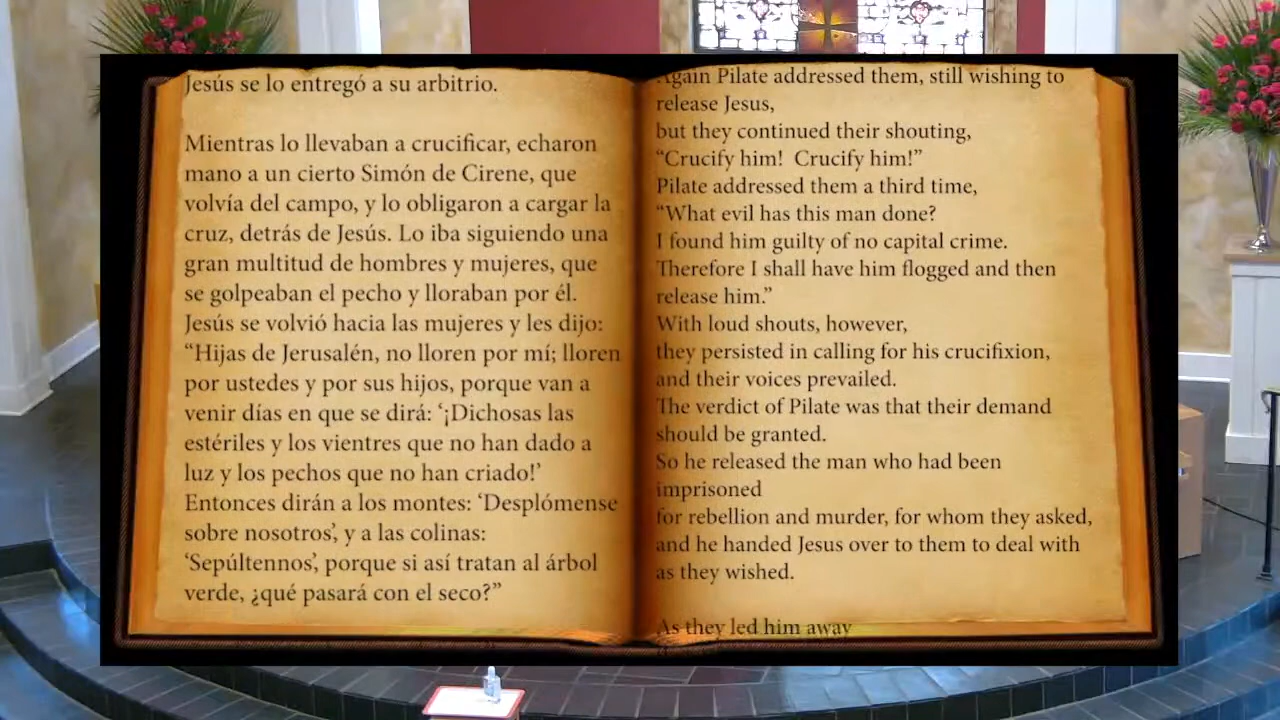 Jesús se lo entregó a su arbitrio.
Mientras lo llevaban a crucificar, echaron
mano a un cierto Simón de Cirene, que
volvía del campo, y lo obligaron a cargar la
cruz, detrás de Jesús. Lo iba siguiendo una
gran multitud de hombres y mujeres, que
se golpeaban el pecho y lloraban por él.
Jesús se volvió hacia las mujeres y les dijo:
“Hijas de Jerusalén, no lloren por mí; lloren
por ustedes y por sus hijos, porque van a
venir días en que se dirá: ‘¡Dichosas las
estériles y los vientres que no han dado a
luz y los pechos que no han criado!’
Entonces dirán a los montes: ‘Desplómense
sobre nosotros’, y a las colinas:
‘Sepúltennos’, porque si así tratan al árbol
verde, ¿qué pasará con el seco?”
Again Pilate addressed them, still wishing to
release Jesus,
but they continued their shouting,
“Crucify him!  Crucify him!”
Pilate addressed them a third time,
“What evil has this man done?
I found him guilty of no capital crime.
Therefore I shall have him flogged and then
release him.”
With loud shouts, however,
they persisted in calling for his crucifixion,
and their voices prevailed.
The verdict of Pilate was that their demand
should be granted.
So he released the man who had been
imprisoned
for rebellion and murder, for whom they asked,
and he handed Jesus over to them to deal with
as they wished.
As they led him away